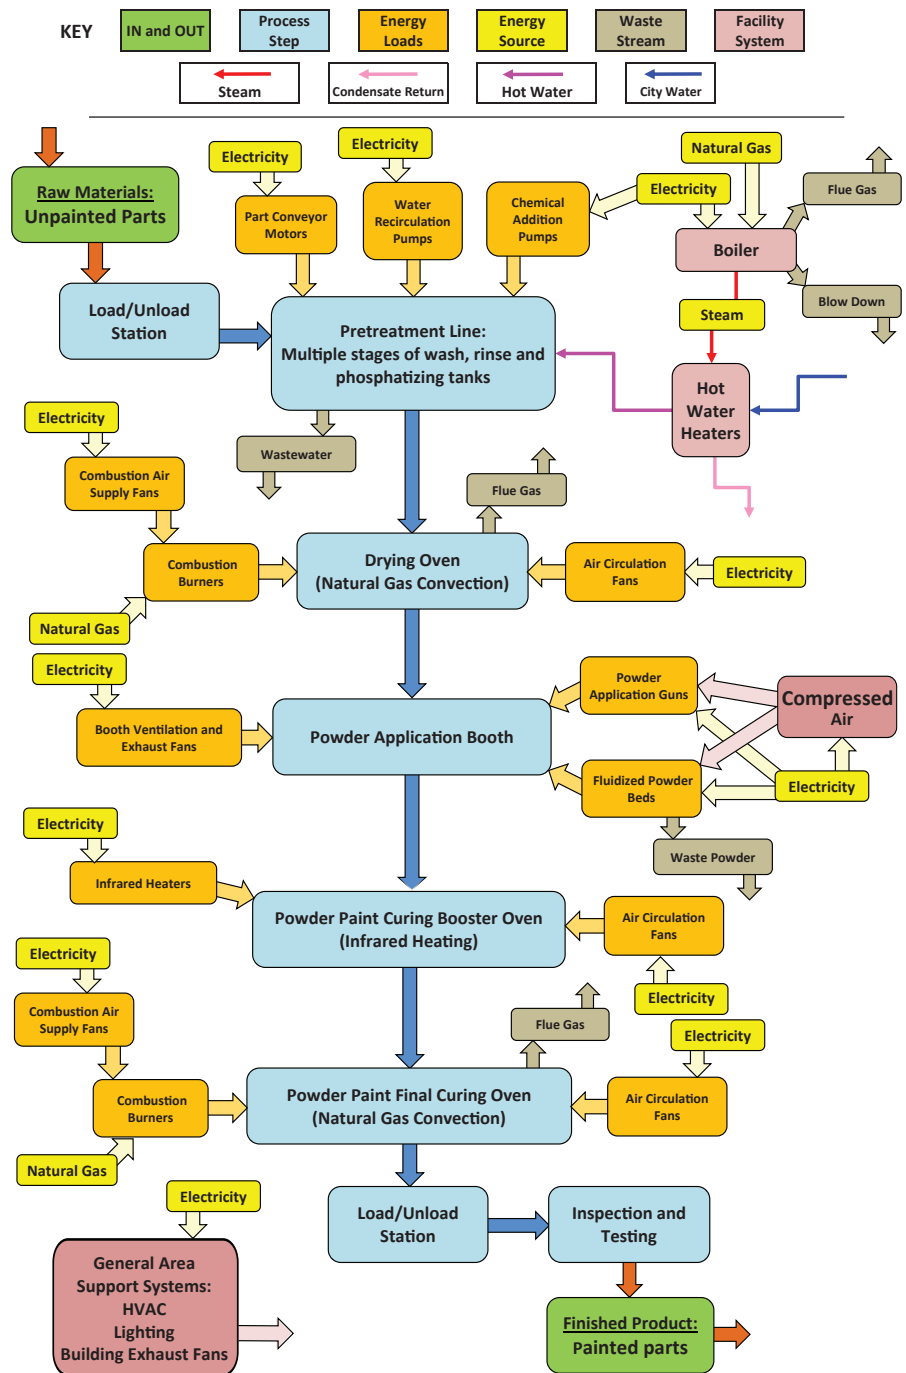 KEY
IN and OUT
Process
Step
Energy
Loads
Energy
Source
Waste
Stream
Facility
System
Steam
Condensate Return
Hot Water
City Water
Electricity
Electricity
Natural Gas
Raw Materials:
Unpainted Parts
Part Conveyor
Motors
Water
Recirculation
Pumps
Chemical
Addition
Pumps
Electricity
Flue Gas
Boiler
Load/Unload
Station
Steam
Blow Down
Pretreatment Line:
Multiple stages of wash, rinse and
phosphatizing tanks
Hot
Water
Heaters
Electricity
Wastewater
Combustion Air
Supply Fans
Flue Gas
Combustion
Burners
Drying Oven
(Natural Gas Convection)
Air Circulation
Fans
Electricity
Natural Gas
Electricity
Powder
Application Guns
Compressed
Air
Booth Ventilation and
Exhaust Fans
Powder Application Booth
Fluidized Powder
Beds
Electricity
Electricity
Waste Powder
Infrared Heaters
Powder Paint Curing Booster Oven
(Infrared Heating)
Air Circulation
Fans
Electricity
Electricity
Combustion Air
Supply Fans
Flue Gas
Electricity
Combustion
Burners
Powder Paint Final Curing Oven
(Natural Gas Convection)
Air Circulation
Fans
Natural Gas
Electricity
Load/Unload
Station
Inspection and
Testing
General Area
Support Systems:
HVAC
Lighting
Building Exhaust Fans
Finished Product:
Painted parts